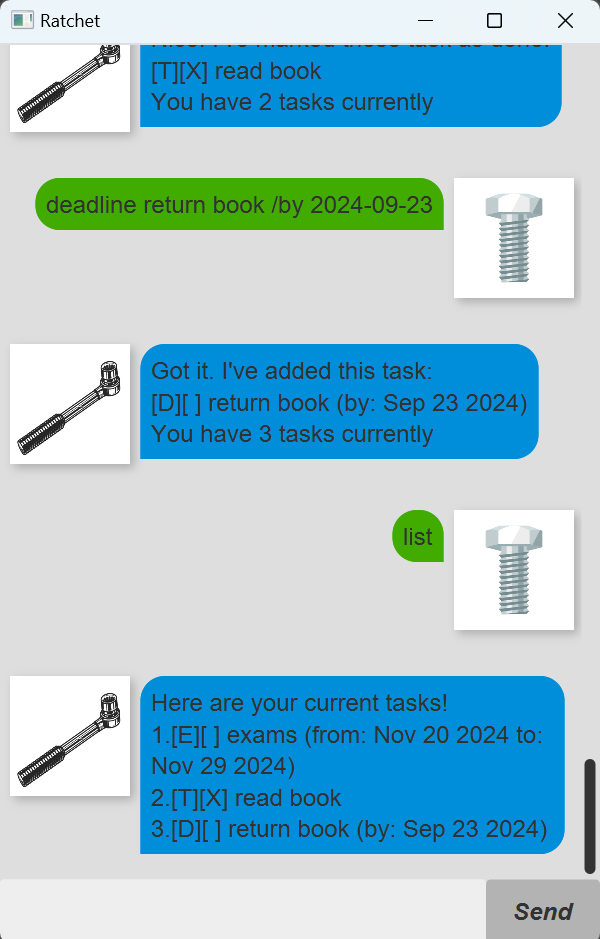 Ratchet
[T][X] read book
You have 2 tasks currently
deadline return book /by 2024-09-23
Got it. I've added this task:
[D][ ] return book (by: Sep 23 2024)
You have 3 tasks currently
list
Here are your current tasks!
1.[E][ ] exams (from: Nov 20 2024 to:
Nov 29 2024)
2.[T][X] read book
3.[D][ ] return book (by: Sep 23 2024)
Send